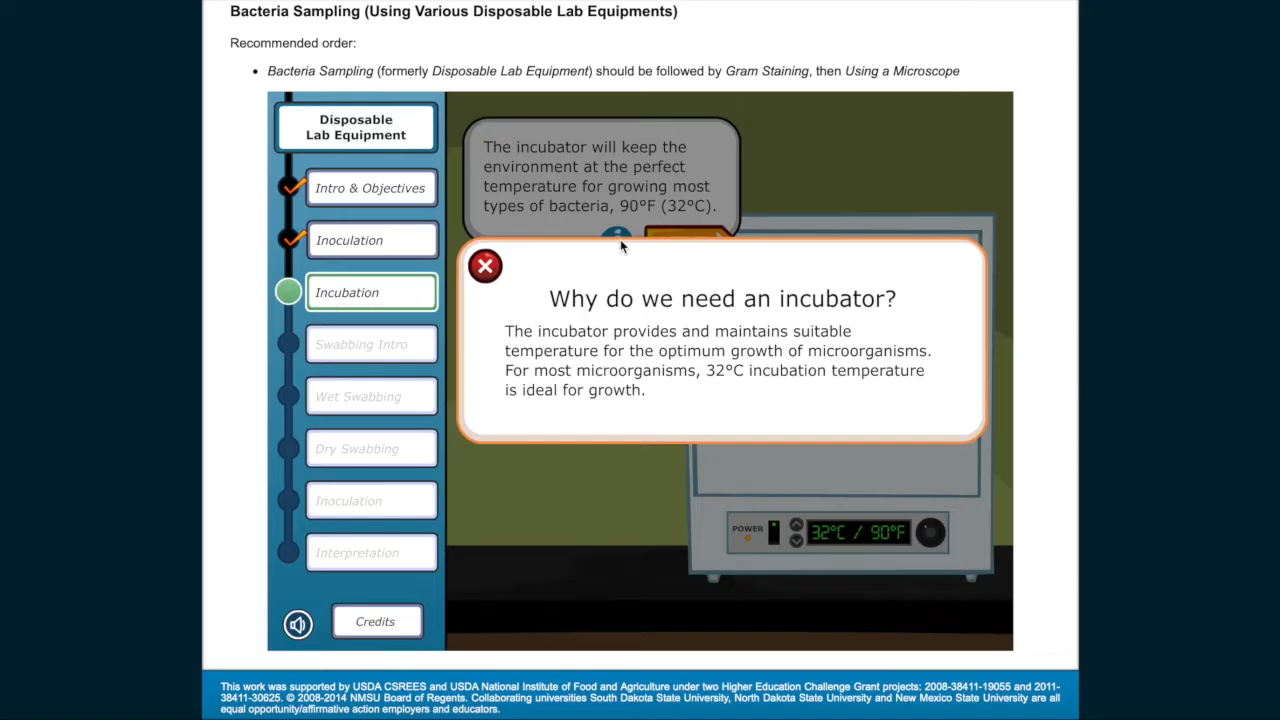 Bacteria Sampling (Using Various Disposable Lab Equipments)
Recommended order:
• Bacteria Sampling (formerly Disposable Lab Equipment) should be followed by Gram Staining, then Using a Microscope
Disposable
Lab Equipment
Intro & Objectives
Inoculation
Incubation
Swabbing Intro
Wet Swabbing
Dry Swabbing
Inoculation
Interpretation
Credits
The incubator will keep the
environment at the perfect
temperature for growing most
types of bacteria, 90°F (32°C).
Why do we need an incubator?
The incubator provides and maintains suitable
temperature for the optimum growth of microorganisms.
For most microorganisms, 32°C incubation temperature
is ideal for growth.
POWER
32°C / 90°F
This work was supported by USDA CSREES and USDA National Institute of Food and Agriculture under two Higher Education Challenge Grant projects: 2008-38411-19055 and 2011-
38411-30625. © 2008-2014 NMSU Board of Regents. Collaborating universities South Dakota State University, North Dakota State University and New Mexico State University are all
equal opportunity/affirmative action employers and educators.